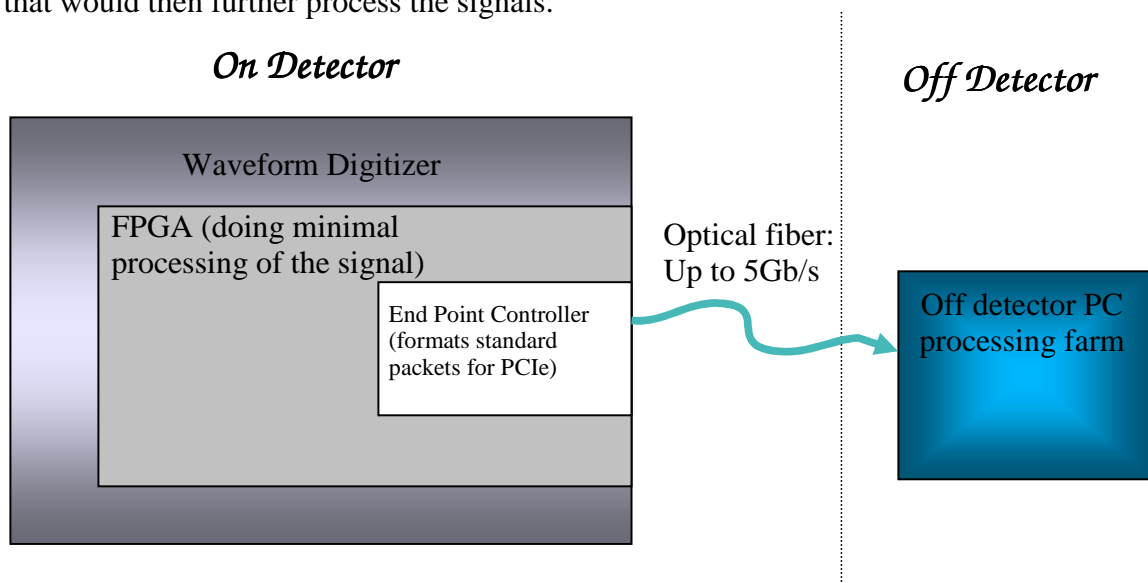 that would then further process the signals.
On Detector
Off Detector
Waveform Digitizer
FPGA (doing minimal
processing of the signal)
End Point Controller
(formats standard
packets for PCIe)
Optical fiber:
Up to 5Gb/s
Off detector PC
processing farm